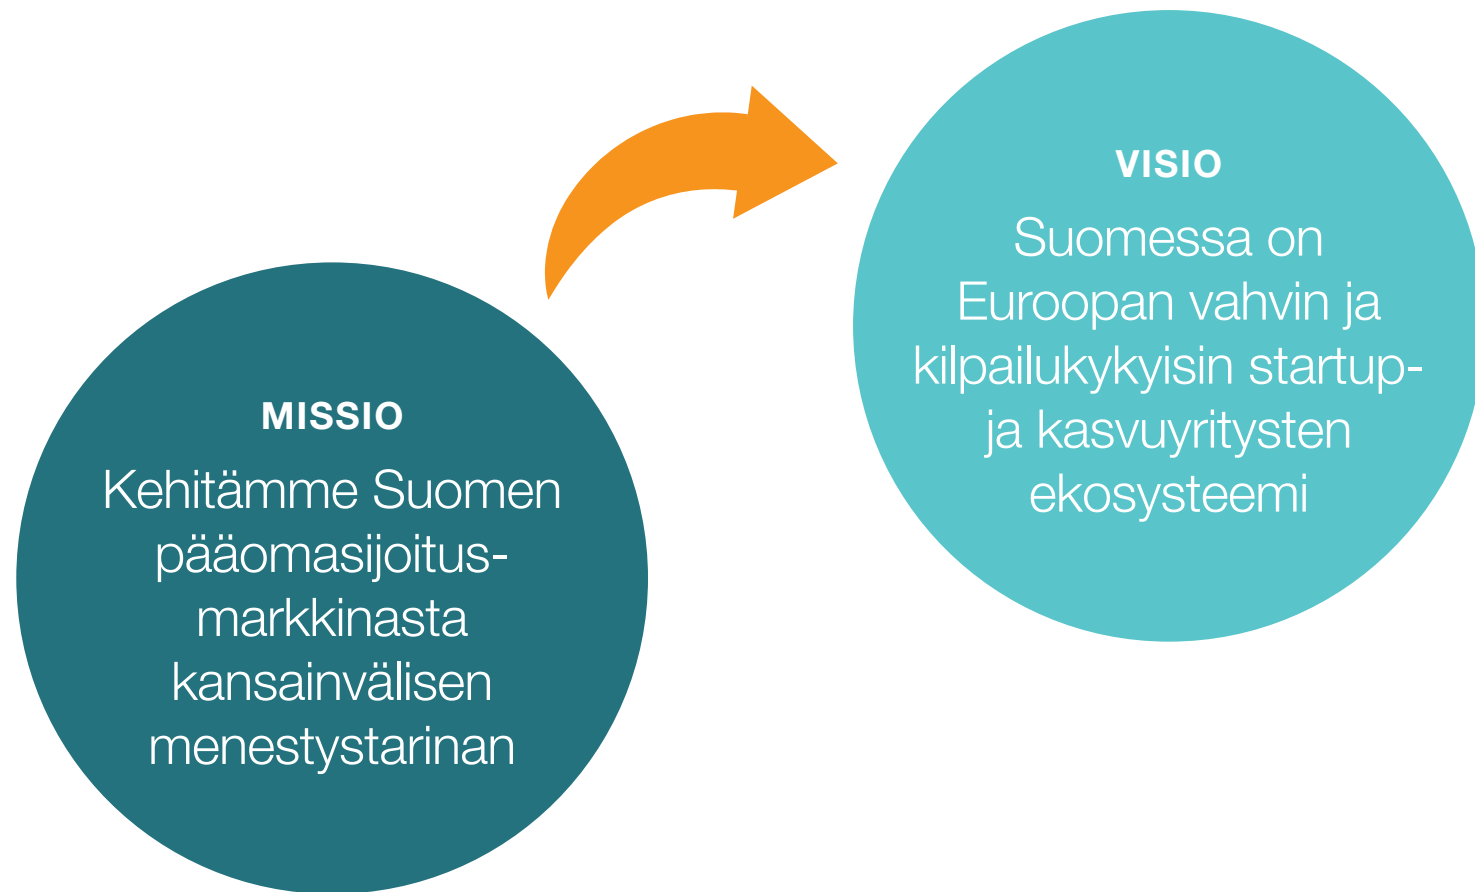 MISSIO
Kehitämme Suomen
pääomasijoitus-
markkinasta
kansainvälisen
menestystarinan
VISIO
Suomessa on
Euroopan vahvin ja
kilpailukykyisin startup-
ja kasvuyritysten
ekosysteemi